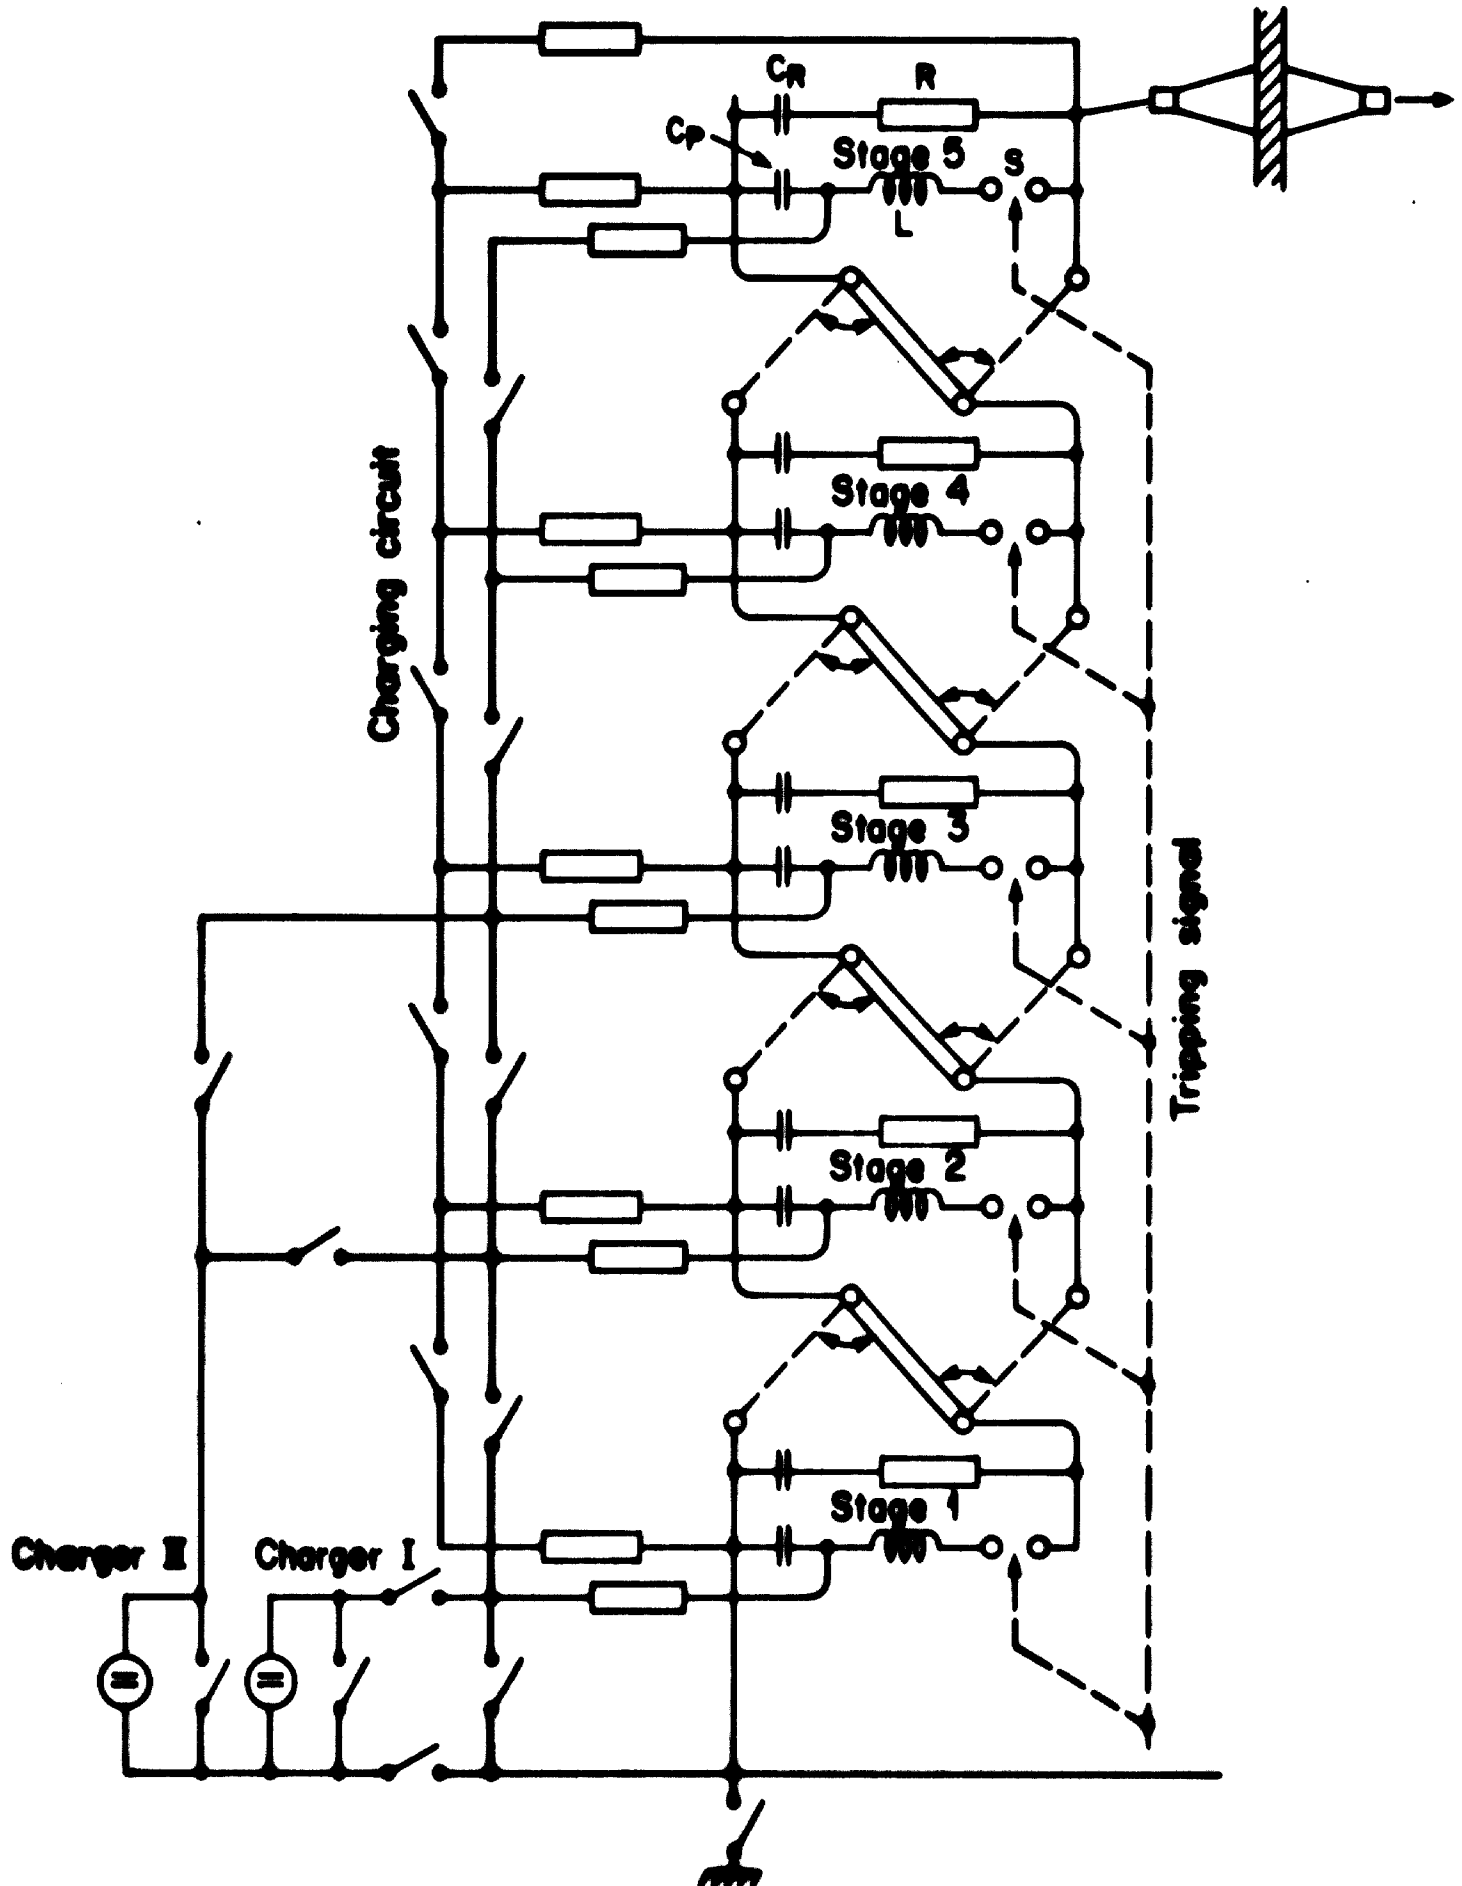 C_R R
C_P
Stage 5 S
L
Stage 4
Charging circuit
Stage 3
Tripping signal
Stage 2
Stage 1
Charger II Charger I